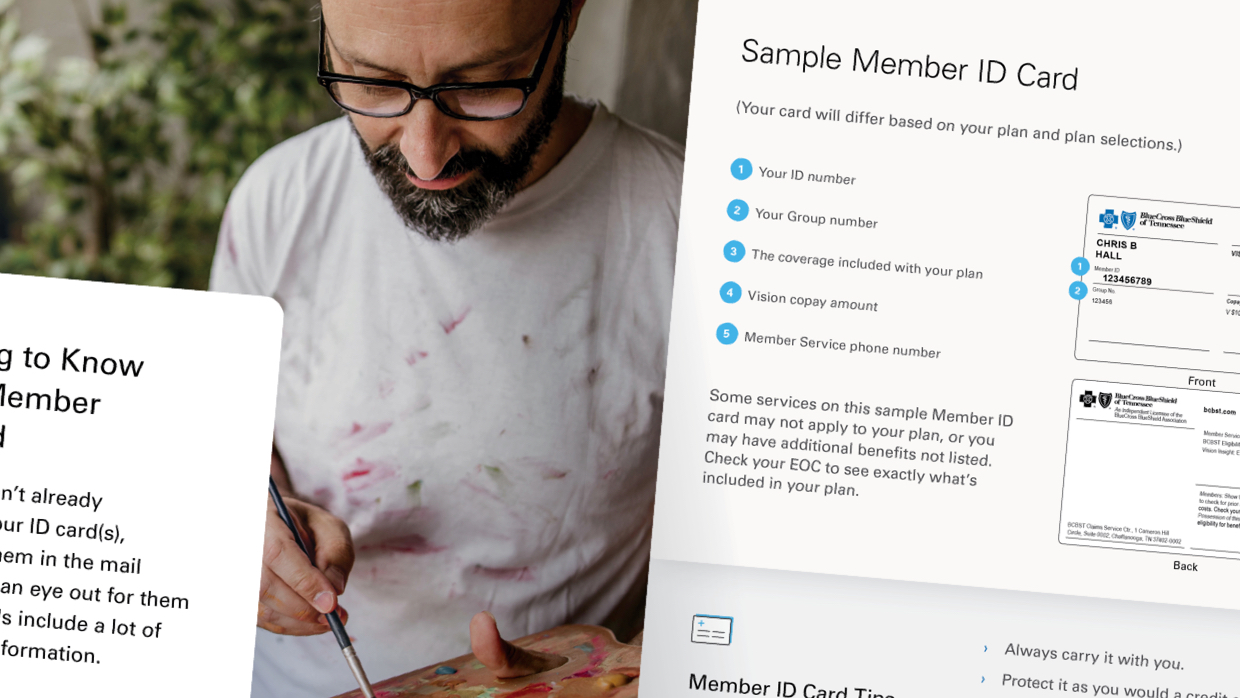 g to Know
Member
d
n't already
our ID card(s),
em in the mail
an eye out for them
ls include a lot of
formation.
Sample Member ID Card
(Your card will differ based on your plan and plan selections.)
1 Your ID number
2 Your Group number
3 The coverage included with your plan
4 Vision copay amount
5 Member Service phone number
Some services on this sample Member ID
card may not apply to your plan, or you
may have additional benefits not listed.
Check your EOC to see exactly what's
included in your plan.
BlueCross BlueShield
of Tennessee
CHRIS B
HALL
1 Member ID
123456789
2 Group No.
123456
Copay
V $10
Front
BlueCross BlueShield
of Tennessee
An Independent Licensee of the
BlueCross BlueShield Association
bcbst.com
Member Servic
BCBST Eligibilit
Vision Insight: E
Members: Show t
to check for prior
costs. Check your
Possession of this
eligibility for benef
BCBST Claims Service Ctr., 1 Cameron Hill
Circle, Suite 0002, Chattanooga, TN 37402-0002
Back
Member ID Card Tips
› Always carry it with you.
› Protect it as you would a credit